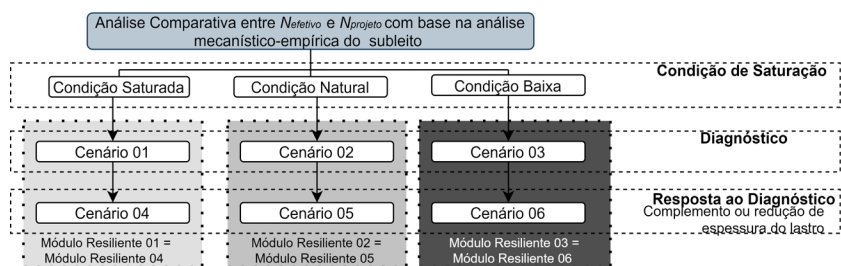 Análise Comparativa entre Nefetivo e Nprojeto com base na análise
mecanístico-empírica do subleito
Condição de Saturação
Condição Saturada
Condição Natural
Condição Baixa
Diagnóstico
Cenário 01
Cenário 02
Cenário 03
Resposta ao Diagnóstico
Complemento ou redução de
espessura do lastro
Cenário 04
Cenário 05
Cenário 06
Módulo Resiliente 01 =
Módulo Resiliente 04
Módulo Resiliente 02 =
Módulo Resiliente 05
Módulo Resiliente 03 =
Módulo Resiliente 06